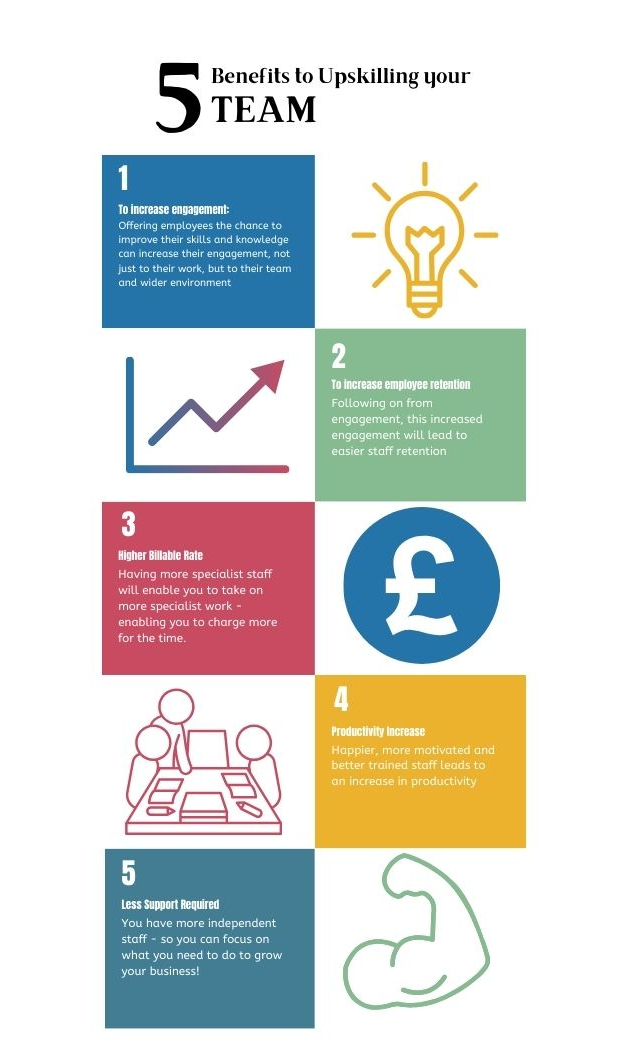 5 Benefits to Upskilling your
TEAM
1
To increase engagement:
Offering employees the chance to
improve their skills and knowledge
can increase their engagement, not
just to their work, but to their team
and wider environment
2
To increase employee retention
Following on from
engagement, this increased
engagement will lead to
easier staff retention
3
Higher Billable Rate
Having more specialist staff
will enable you to take on
more specialist work -
enabling you to charge more
for the time.
£
4
Productivity Increase
Happier, more motivated and
better trained staff leads to
an increase in productivity
5
Less Support Required
You have more independent
staff - so you can focus on
what you need to do to grow
your business!